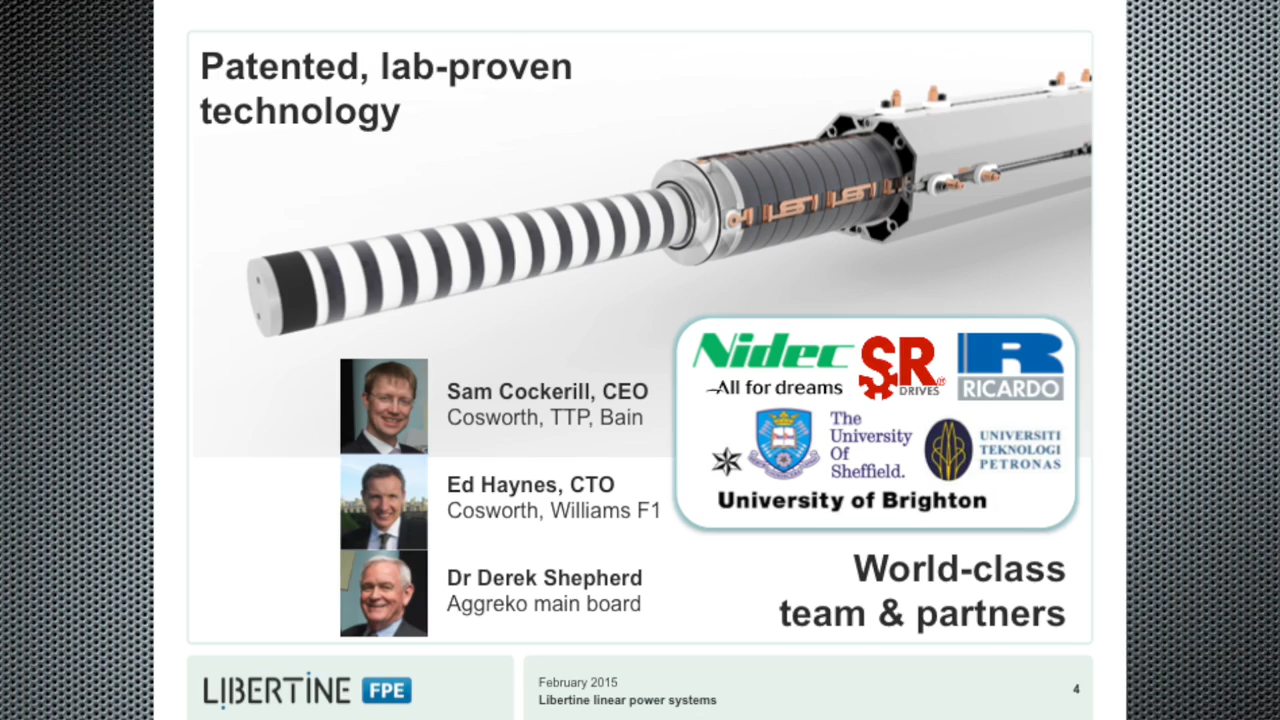 Patented, lab-proven
technology
Nidec
All for dreams
SR
DRIVES®
R
RICARDO
Sam Cockerill, CEO
Cosworth, TTP, Bain
The
University
Of
Sheffield.
UNIVERSITI
TEKNOLOGI
PETRONAS
University of Brighton
Ed Haynes, CTO
Cosworth, Williams F1
Dr Derek Shepherd
Aggreko main board
World-class
team & partners
LIBERTINE FPE
February 2015
Libertine linear power systems
4